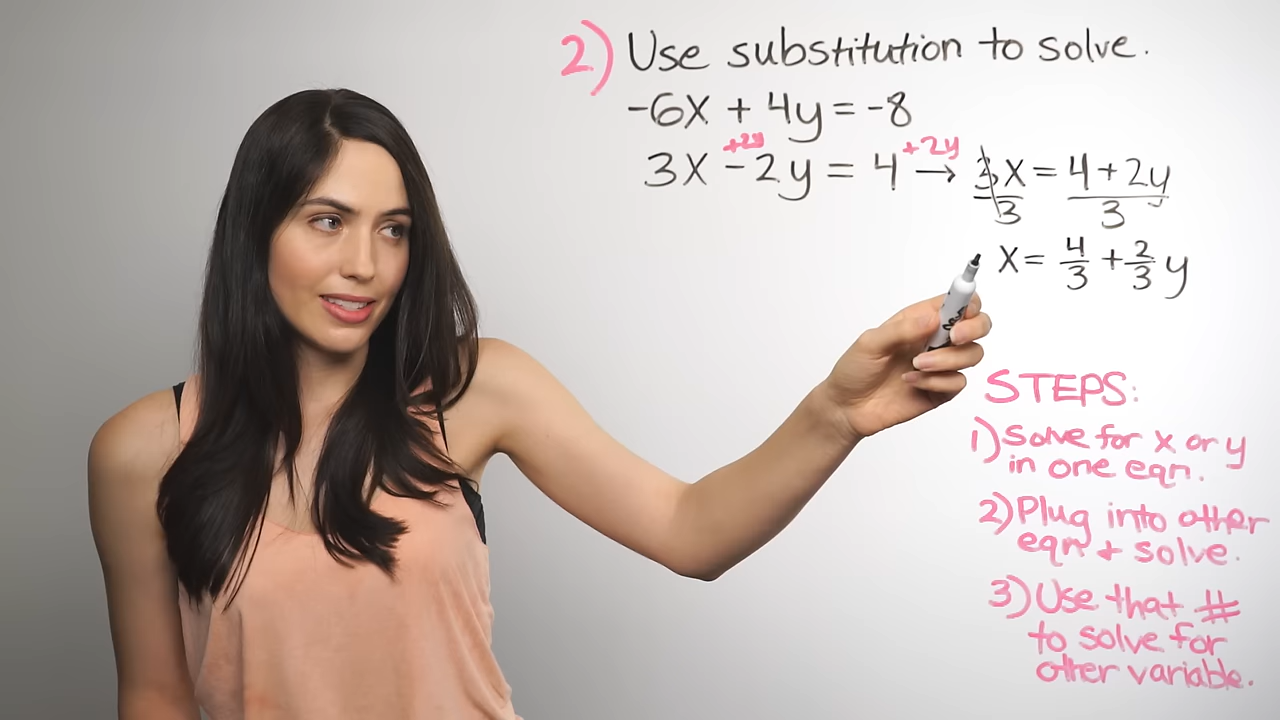 2) Use substitution to solve.
-6x + 4y = -8
+2y +2y
3x - 2y = 4 → 3x = 4 + 2y
3 3
x = 4/3 + 2/3 y
STEPS:
1) Solve for x or y
in one eqn.
2) Plug into other
eqn + solve.
3) Use that #
to solve for
other variable.